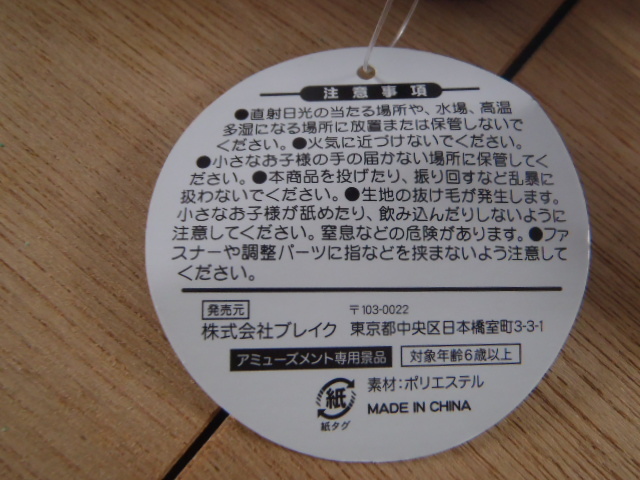 注意事項
●直射日光の当たる場所や、水場、高温
多湿になる場所に放置または保管しないで
ください。●火気に近づけないでください。
●小さなお子様の手の届かない場所に保管してく
ださい。●本商品を投げたり、振り回すなど乱暴に
扱わないでください。●生地の抜け毛が発生します。
小さなお子様が舐めたり、飲み込んだりしないように
注意してください。窒息などの危険があります。●ファ
スナーや調整パーツに指などを挟まないよう注意して
ください。
発売元 〒103-0022
株式会社ブレイク 東京都中央区日本橋室町3-3-1
アミューズメント専用景品 対象年齢6歳以上
紙 素材:ポリエステル
紙タグ MADE IN CHINA